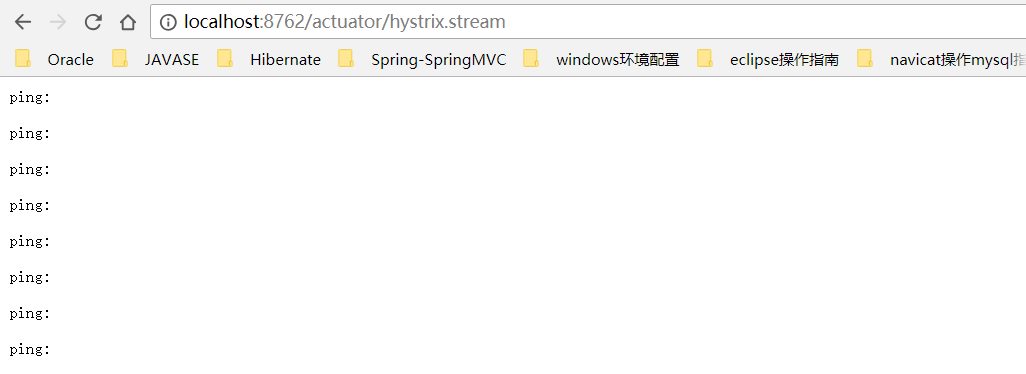 localhost:8762/actuator/hystrix.stream
Oracle JAVASE Hibernate Spring-SpringMVC windows环境配置 eclipse操作指南 navicat操作mysql指
ping:
ping:
ping:
ping:
ping:
ping:
ping:
ping: